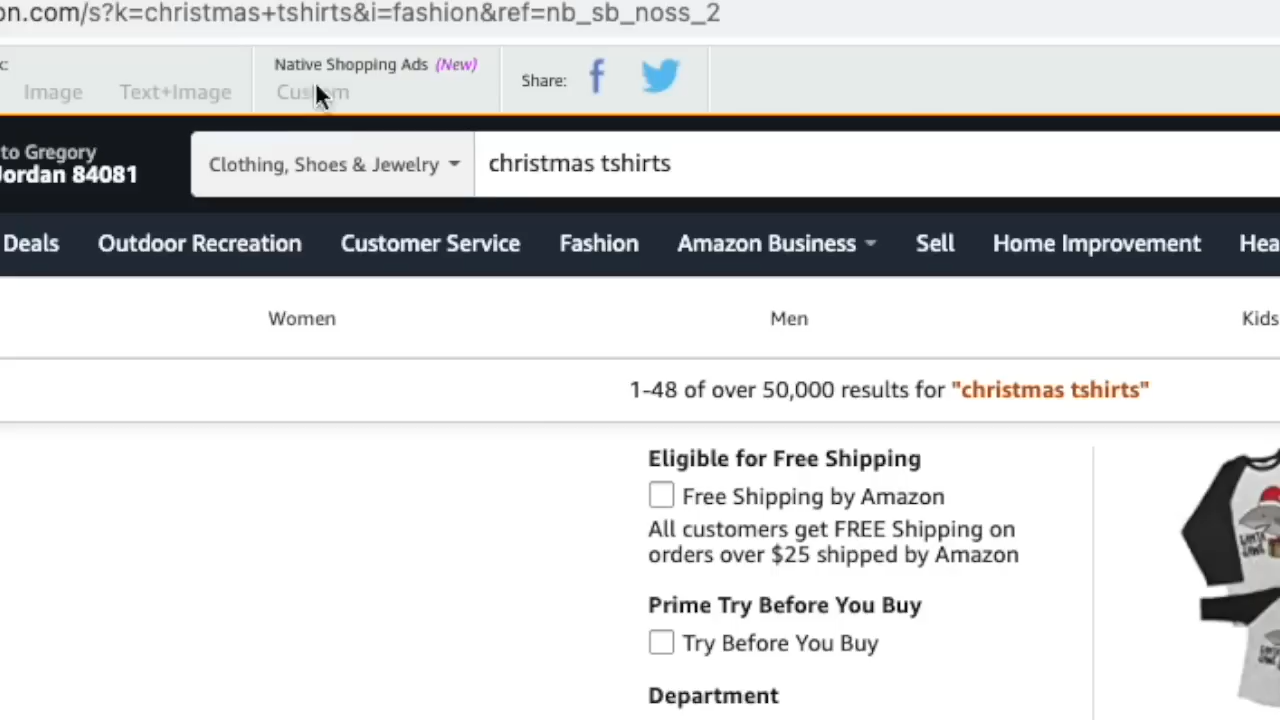 on.com/s?k=christmas+tshirts&i=fashion&ref=nb_sb_noss_2
k:
Native Shopping Ads (New)
Share:
Image
Text+Image
Custom
to Gregory
Jordan 84081
Clothing, Shoes & Jewelry
christmas tshirts
Deals
Outdoor Recreation
Customer Service
Fashion
Amazon Business
Sell
Home Improvement
Hea
Women
Men
Kids
1-48 of over 50,000 results for "christmas tshirts"
Eligible for Free Shipping
Free Shipping by Amazon
All customers get FREE Shipping on
orders over $25 shipped by Amazon
Prime Try Before You Buy
Try Before You Buy
Department